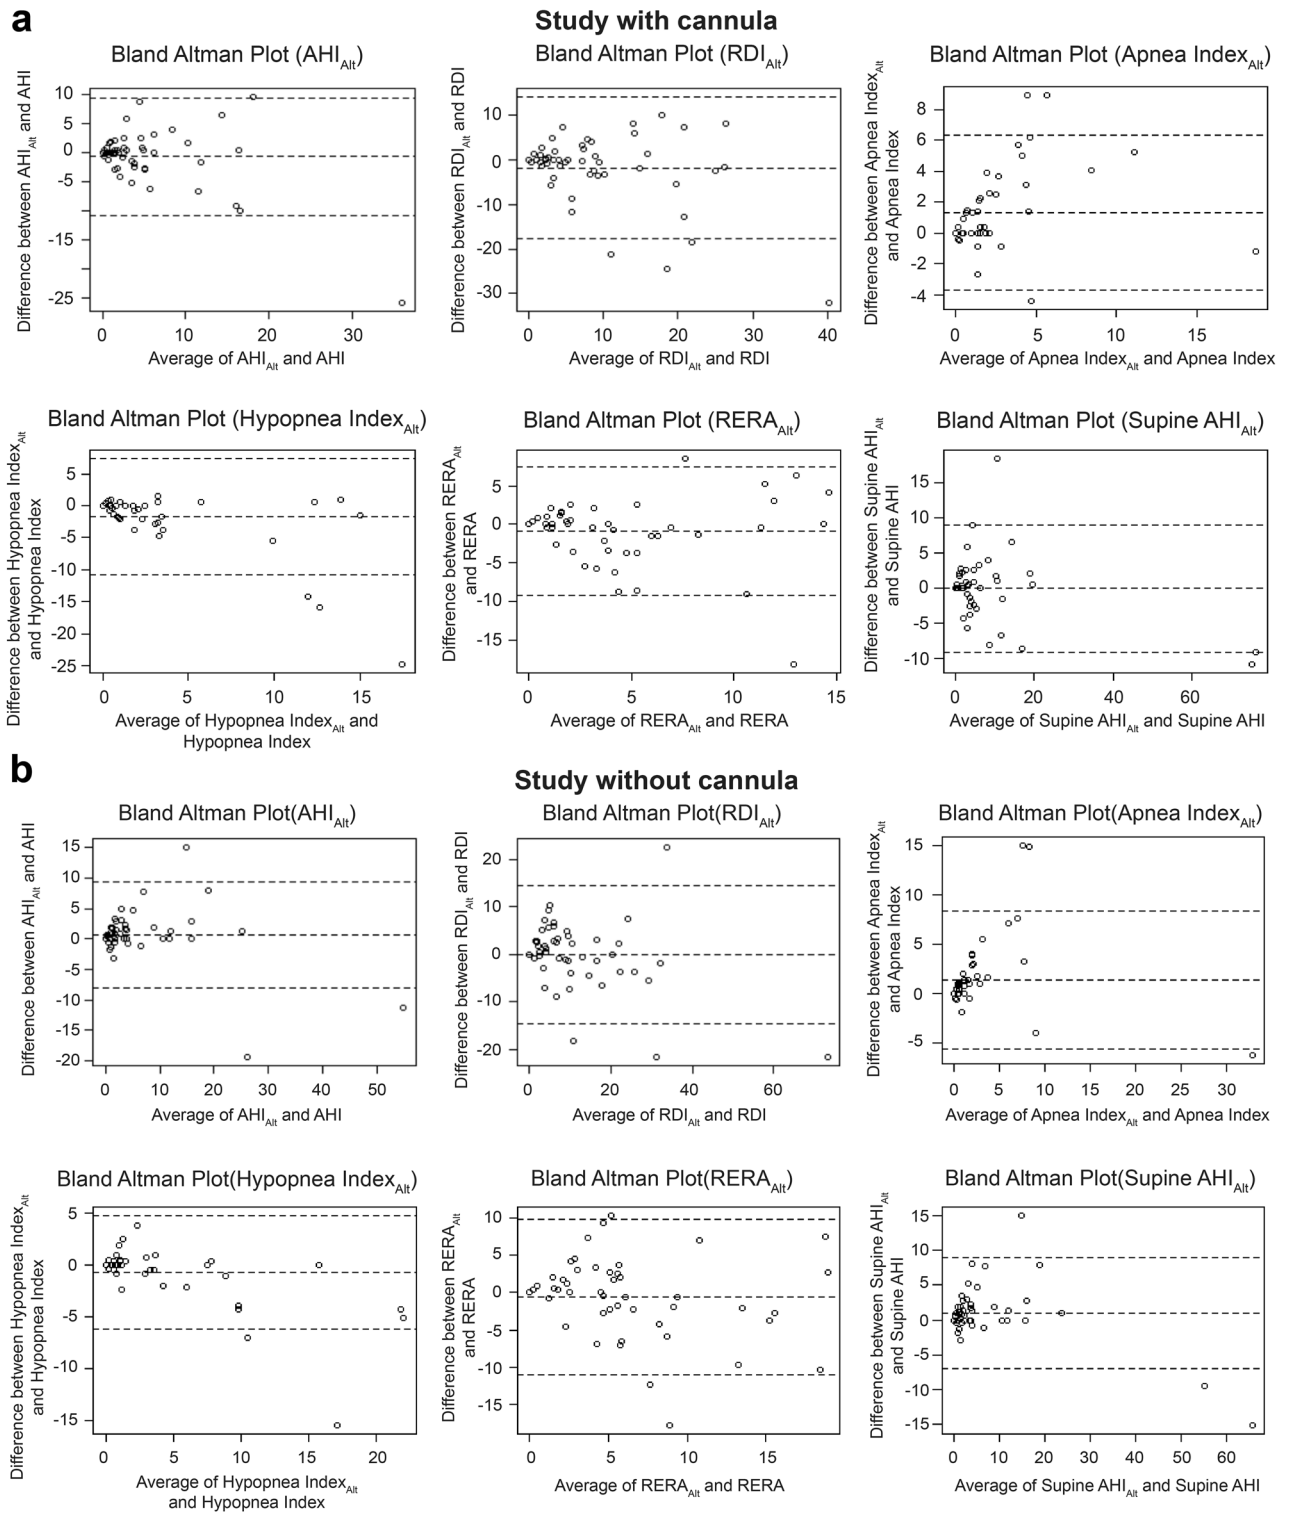 a
Study with cannula
Bland Altman Plot (AHIAlt)
Difference between AHIAlt and AHI
10
5
0
-5
-15
-25
0
10
20
30
Average of AHIAlt and AHI
Bland Altman Plot (RDIAlt)
Difference between RDIAlt and RDI
10
0
-10
-20
-30
0
10
20
30
40
Average of RDIAlt and RDI
Bland Altman Plot (Apnea IndexAlt)
Difference between Apnea IndexAlt
and Apnea Index
8
6
4
2
0
-2
-4
0
5
10
15
Average of Apnea IndexAlt and Apnea Index
Bland Altman Plot (Hypopnea IndexAlt)
Difference between Hypopnea IndexAlt
and Hypopnea Index
5
0
-5
-10
-15
-20
-25
0
5
10
15
Average of Hypopnea IndexAlt and
Hypopnea Index
Bland Altman Plot (RERAAlt)
Difference between RERAAlt
and RERA
5
0
-5
-10
-15
0
5
10
15
Average of RERAAlt and RERA
Bland Altman Plot (Supine AHIAlt)
Difference between Supine AHIAlt
and Supine AHI
15
10
5
0
-5
-10
0
20
40
60
Average of Supine AHIAlt and Supine AHI
b
Study without cannula
Bland Altman Plot(AHIAlt)
Difference between AHIAlt and AHI
15
10
5
0
-5
-10
-15
-20
0
10
20
30
40
50
Average of AHIAlt and AHI
Bland Altman Plot(RDIAlt)
Difference between RDIAlt and RDI
20
10
0
-10
-20
0
20
40
60
Average of RDIAlt and RDI
Bland Altman Plot(Apnea IndexAlt)
Difference between Apnea IndexAlt
and Apnea Index
15
10
5
0
-5
0
5
10
15
20
25
30
Average of Apnea IndexAlt and Apnea Index
Bland Altman Plot(Hypopnea IndexAlt)
Difference between Hypopnea IndexAlt
and Hypopnea Index
5
0
-5
-10
-15
0
5
10
15
20
Average of Hypopnea IndexAlt
and Hypopnea Index
Bland Altman Plot(RERAAlt)
Difference between RERAAlt
and RERA
10
5
0
-5
-10
-15
0
5
10
15
Average of RERAAlt and RERA
Bland Altman Plot(Supine AHIAlt)
Difference between Supine AHIAlt
and Supine AHI
15
10
5
0
-5
-10
-15
0
10
20
30
40
50
60
Average of Supine AHIAlt and Supine AHI